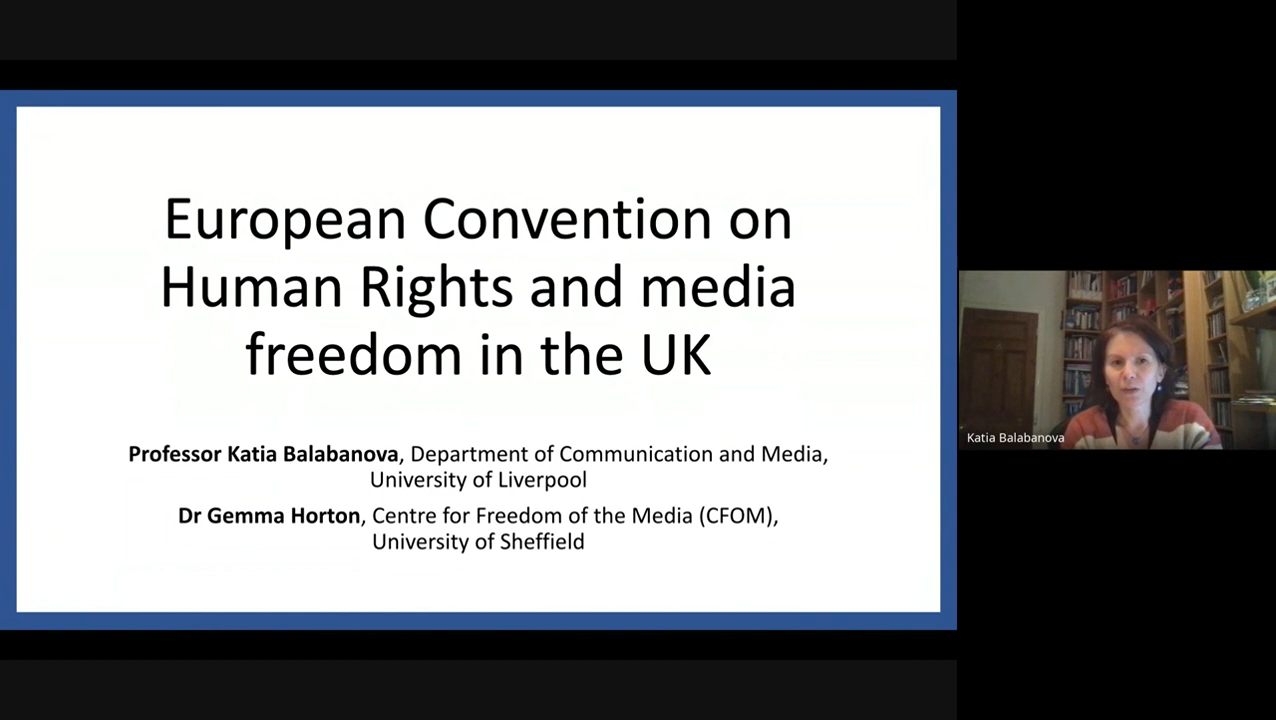 European Convention on
Human Rights and media
freedom in the UK
Professor Katia Balabanova, Department of Communication and Media,
University of Liverpool
Dr Gemma Horton, Centre for Freedom of the Media (CFOM),
University of Sheffield
Katia Balabanova